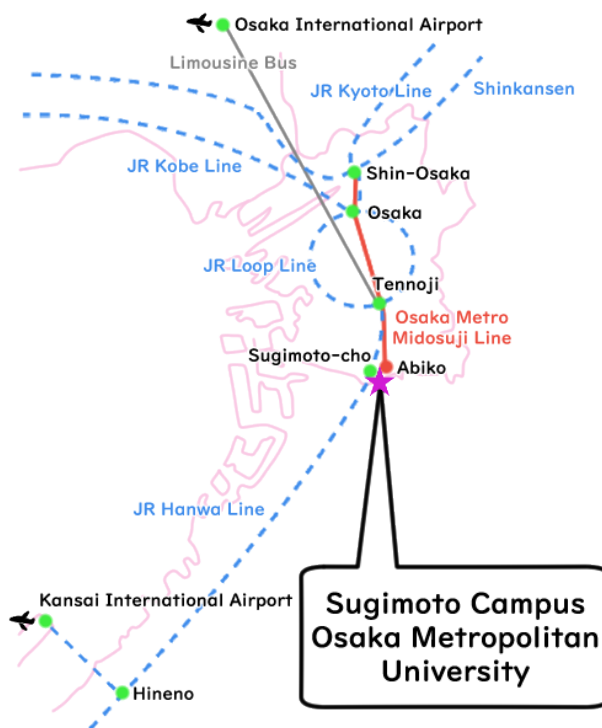 Osaka International Airport
Limousine Bus
JR Kyoto Line
Shinkansen
JR Kobe Line
Shin-Osaka
Osaka
JR Loop Line
Tennoji
Osaka Metro
Midosuji Line
Sugimoto-cho
Abiko
JR Hanwa Line
Kansai International Airport
Hineno
Sugimoto Campus
Osaka Metropolitan
University